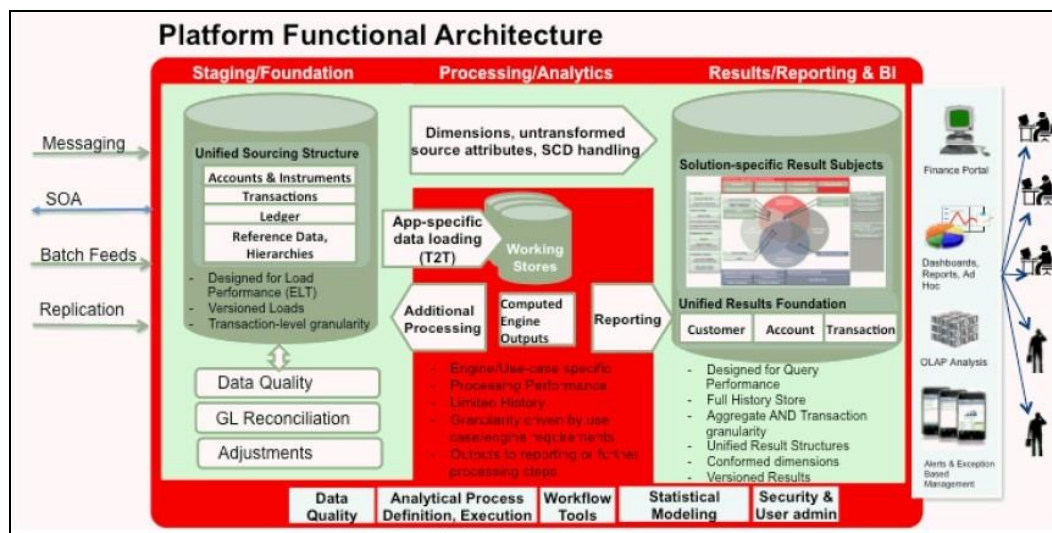 Platform Functional Architecture
Staging/Foundation
Processing/Analytics
Results/Reporting & BI
Messaging
SOA
Batch Feeds
Replication
Unified Sourcing Structure
Accounts & Instruments
Transactions
Ledger
Reference Data,
Hierarchies
- Designed for Load
Performance (ELT)
- Versioned Loads
- Transaction-level granularity
Data Quality
GL Reconciliation
Adjustments
Dimensions, untransformed
source attributes, SCD handling
App-specific
data loading
(T2T)
Working
Stores
Additional
Processing
Computed
Engine
Outputs
Reporting
- Engine/Use-case specific
- Processing Performance
- Limited History
- Granularity driven by use
case/engine requirements
- Outputs to reporting or further
processing steps
Solution-specific Result Subjects
Unified Results Foundation
Customer
Account
Transaction
- Designed for Query
Performance
- Full History Store
- Aggregate AND Transaction
granularity
- Unified Result Structures
- Conformed dimensions
- Versioned Results
Finance Portal
Dashboards,
Reports, Ad
Hoc
OLAP Analysis
Alerts & Exception
Based
Management
Data
Quality
Analytical Process
Definition, Execution
Workflow
Tools
Statistical
Modeling
Security &
User admin